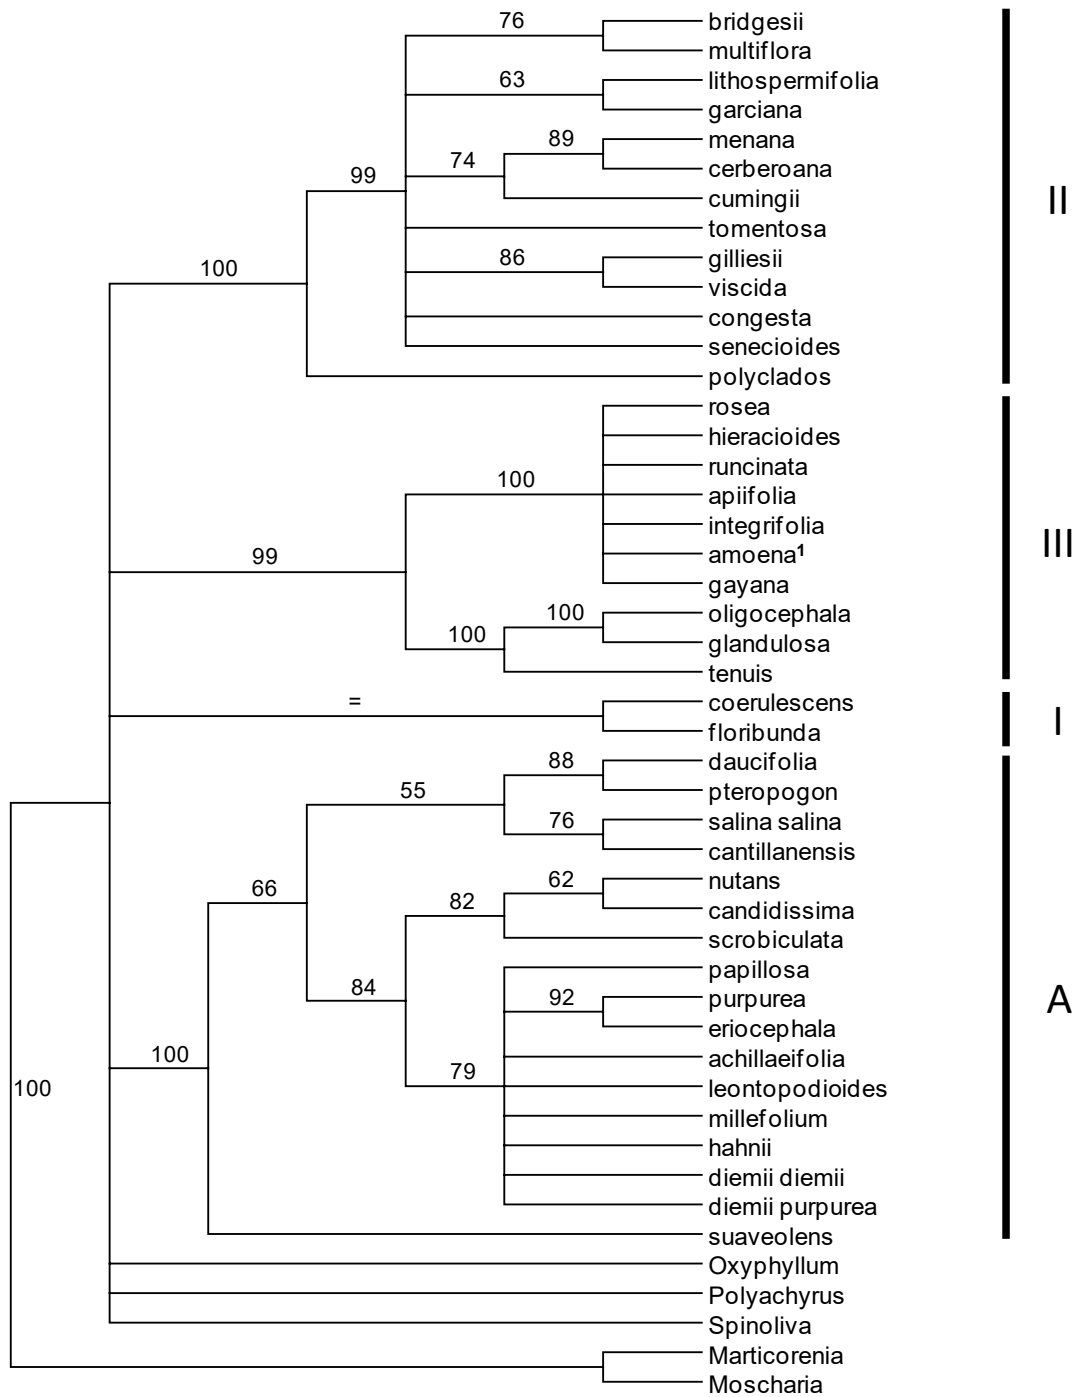 76 bridgesii
multiflora
63 lithospermifolia
garciana
89 menana
74 cerberoana
99 cumingii II
tomentosa
86 gilliesii
100 viscida
congesta
senecioides
polyclados
rosea
hieracioides
runcinata
100 apiifolia
integrifolia
99 amoena¹ III
gayana
100 oligocephala
100 glandulosa
tenuis
= coerulescens
floribunda I
88 daucifolia
55 pteropogon
76 salina salina
cantillanensis
66 62 nutans
82 candidissima
scrobiculata
papillosa
84 92 purpurea A
eriocephala
100 achillaeifolia
100 79 leontopodioides
millefolium
hahnii
diemii diemii
diemii purpurea
suaveolens
Oxyphyllum
Polyachyrus
Spinoliva
Marticorenia
Moscharia